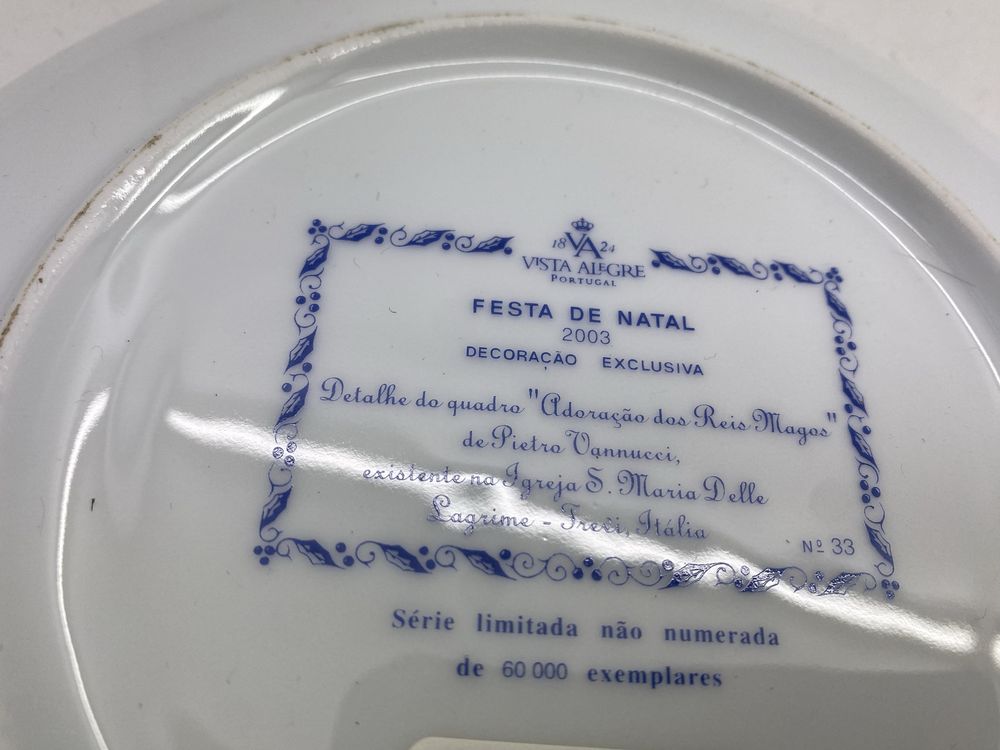 18 VA 24
VISTA ALEGRE
PORTUGAL
FESTA DE NATAL
2003
DECORAÇÃO EXCLUSIVA
Detalhe do quadro "Adoração dos Reis Magos"
de Pietro Vannucci,
existente na Igreja S. Maria Delle
Lagrime - Trevi, Itália
Nº 33
Série limitada não numerada
de 60 000 exemplares